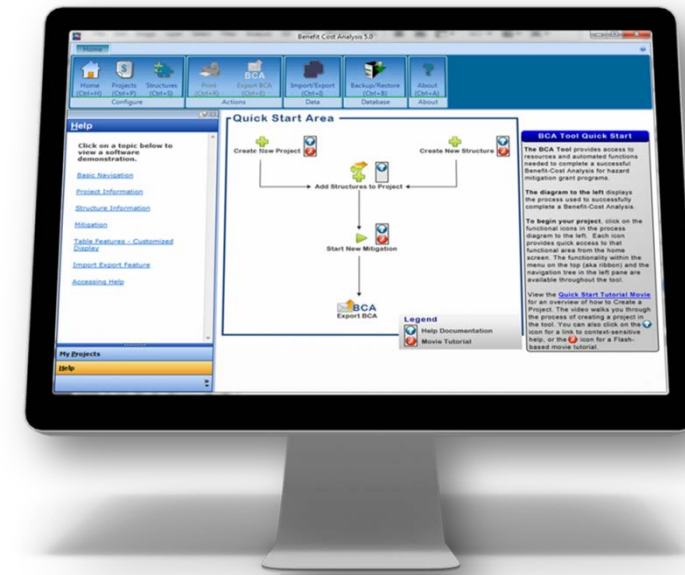 Benefit Cost Analysis 5.0
Home
Home Projects Structures Print Export BCA Import/Export Backup/Restore About
(Ctrl+H) (Ctrl+P) (Ctrl+S) (Ctrl+I) (Ctrl+B) (Ctrl+A)
Configure Actions Data Database About
Help
Click on a topic below to
view a software
demonstration.
Basic Navigation
Project Information
Structure Information
Mitigation
Table Features - Customized
Display
Import Export Feature
Accessing Help
My Projects
Help
Quick Start Area
Create New Project
Create New Structure
Add Structures to Project
Start New Mitigation
BCA
Export BCA
Legend
Help Documentation
Movie Tutorial
BCA Tool Quick Start
The BCA Tool provides access to
resources and automated functions
needed to complete a successful
Benefit-Cost Analysis for hazard
mitigation grant programs.
The diagram to the left displays
the process used to successfully
complete a Benefit-Cost Analysis.
To begin your project, click on the
functional icons in the process
diagram to the left. Each icon
provides quick access to that
functional area from the home
screen. The functionality within the
menu on the top (aka ribbon) and the
navigation tree in the left pane are
available throughout the tool.
View the Quick Start Tutorial Movie
for an overview of how to Create a
Project. The video walks you through
the process of creating a project in
the tool. You can also click on the
icon for a link to context-sensitive
help, or the icon for a Flash-
based movie tutorial.